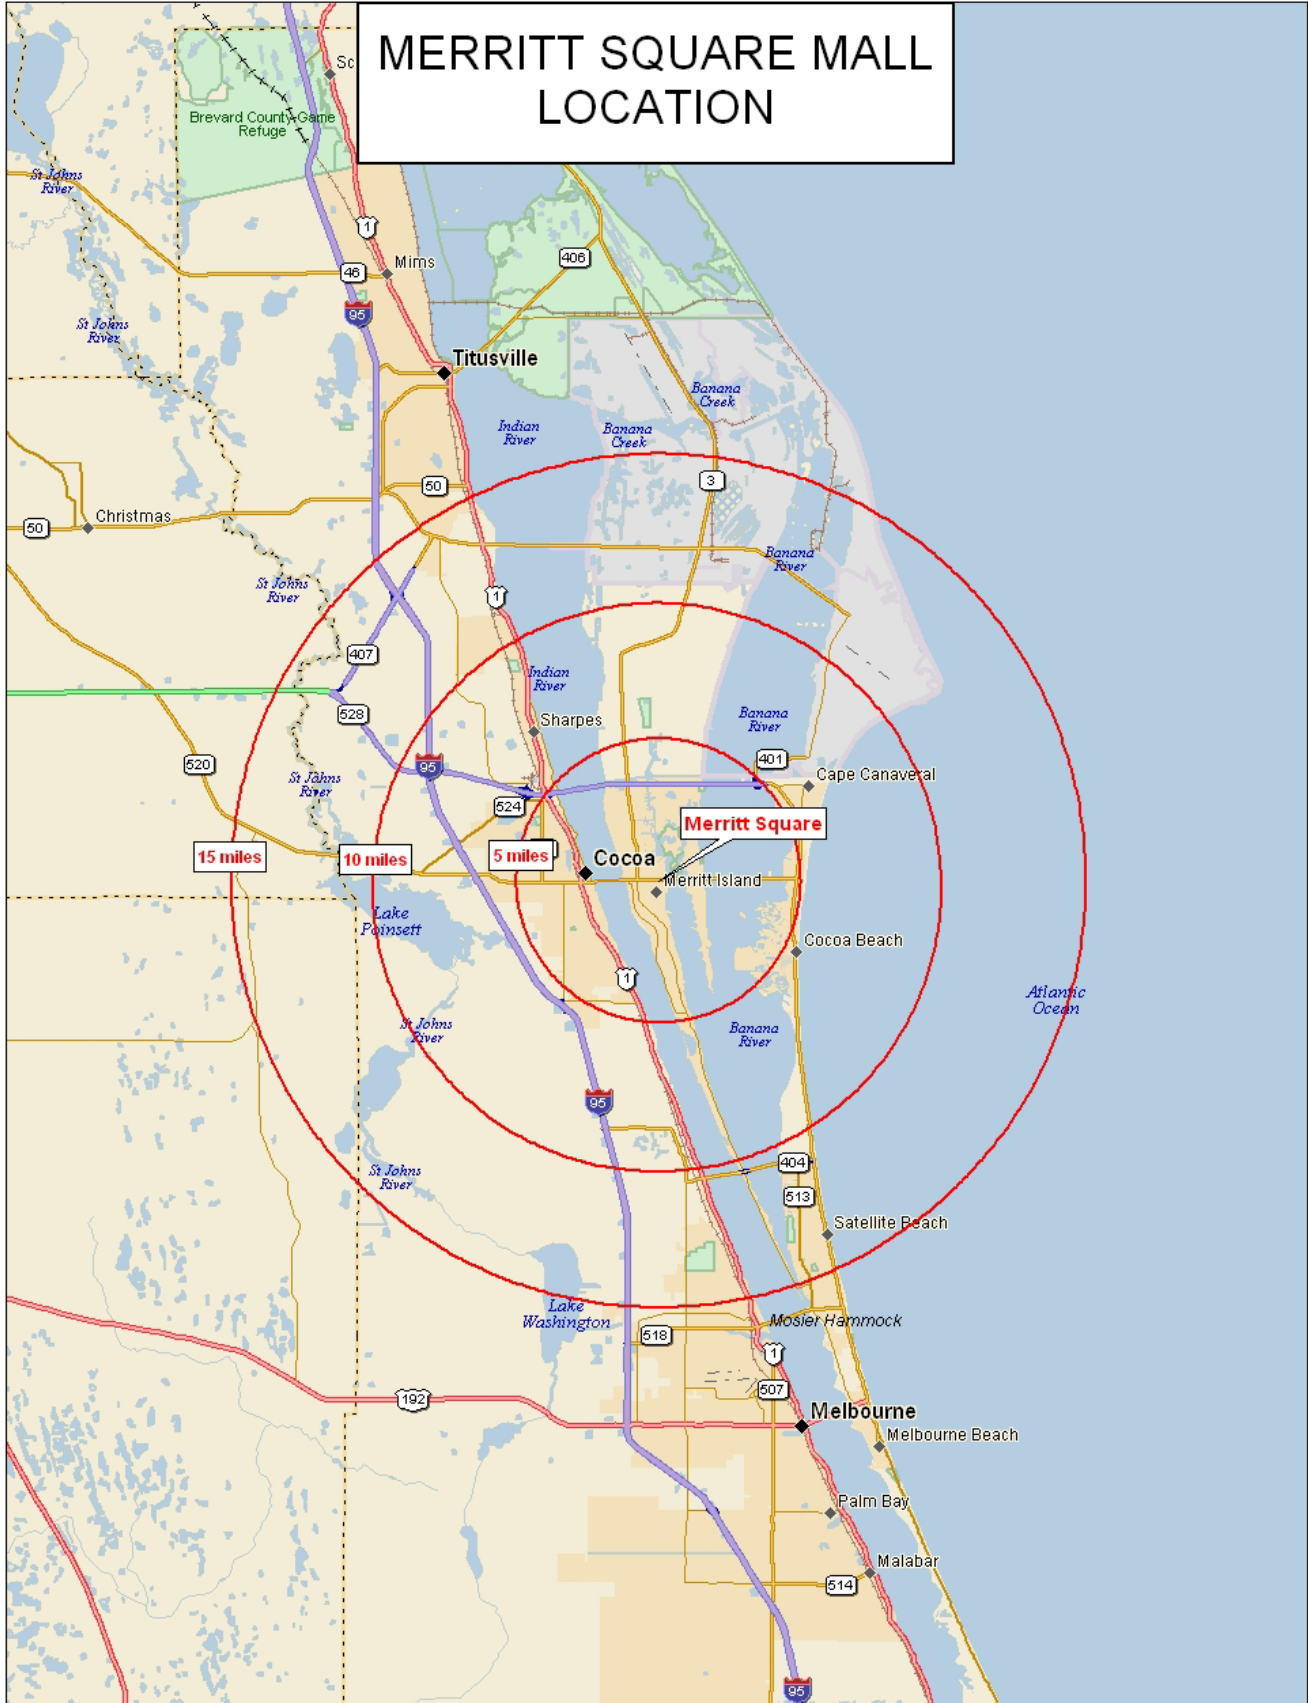 MERRITT SQUARE MALL
LOCATION
Sc
Brevard County Game
Refuge
St Johns
River
1
406
Mims
46
95
St Johns
River
Titusville
Banana
Creek
Indian
River
Banana
Creek
50
3
Christmas
50
Banana
River
St Johns
River
1
407
Indian
River
528
Sharpes
Banana
River
520
95
401
Cape Canaveral
St Johns
River
524
Merritt Square
15 miles
10 miles
5 miles
Cocoa
Merritt Island
Lake
Poinsett
Cocoa Beach
1
Atlantic
Ocean
St Johns
River
Banana
River
95
404
St Johns
River
513
Satellite Beach
Lake
Washington
Mosier Hammock
518
1
507
192
Melbourne
Melbourne Beach
Palm Bay
Malabar
514
95